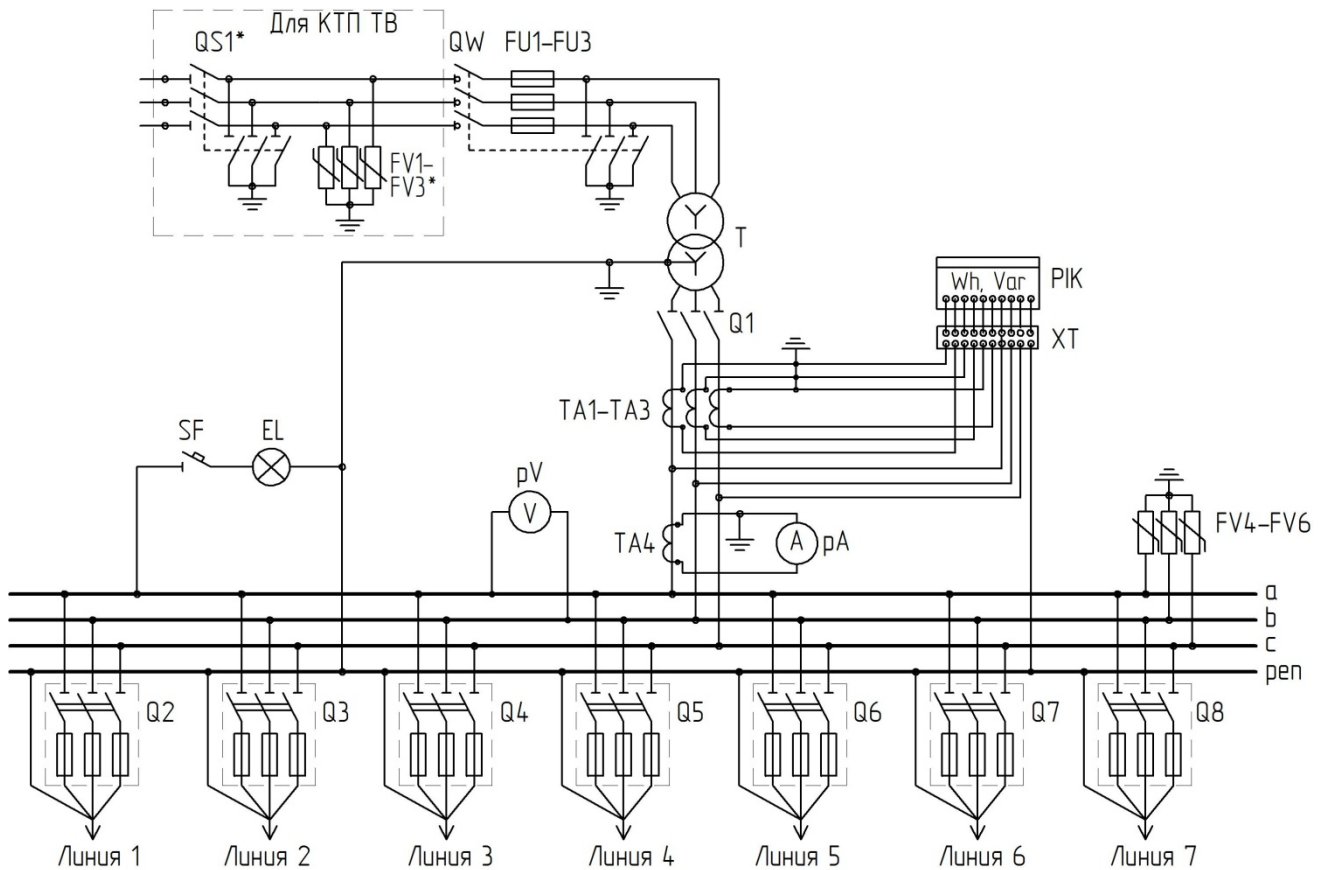 Для КТП ТВ
QS1*
QW
FU1-FU3
FV1-
FV3*
Т
Wh, Var
PIK
XT
Q1
TA1-TA3
SF
EL
pV
V
TA4
A
pA
FV4-FV6
a
b
c
pen
Q2
Q3
Q4
Q5
Q6
Q7
Q8
Линия 1
Линия 2
Линия 3
Линия 4
Линия 5
Линия 6
Линия 7